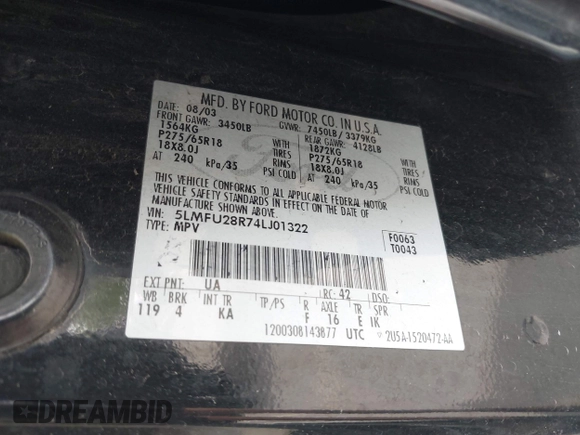 MFD. BY FORD MOTOR CO. IN U.S.A.
DATE: 08/03 GVWR: 7450LB/ 3379KG
FRONT GAWR: 3450LB REAR GAWR: 4128LB
1564KG WITH 1872KG WITH
P275/65R18 TIRES P275/65R18 TIRES
18X8.0J RIMS 18X8.0J RIMS
AT 240 kPa/35 PSI COLD AT 240 kPa/35 PSI COLD
THIS VEHICLE CONFORMS TO ALL APPLICABLE FEDERAL MOTOR
VEHICLE SAFETY STANDARDS IN EFFECT ON THE DATE OF
MANUFACTURE SHOWN ABOVE.
VIN: 5LMFU28R74LJ01322 F0063
TYPE: MPV T0043
EXT PNT: UA RC: 42 DSO:
WB BRK INT TR TP/PS R AXLE TR SPR
119 4 KA F 16 E IK
1200308143877 UTC 2U5A-1520472-AA
DREAMBID